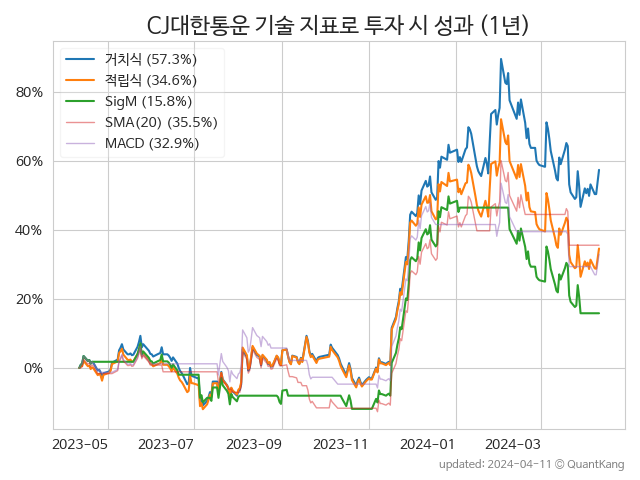 CJ대한통운 기술 지표로 투자 시 성과 (1년)
거치식 (57.3%)
적립식 (34.6%)
SigM (15.8%)
SMA(20) (35.5%)
MACD (32.9%)
80%
60%
40%
20%
0%
2023-05 2023-07 2023-09 2023-11 2024-01 2024-03
updated: 2024-04-11 © QuantKang